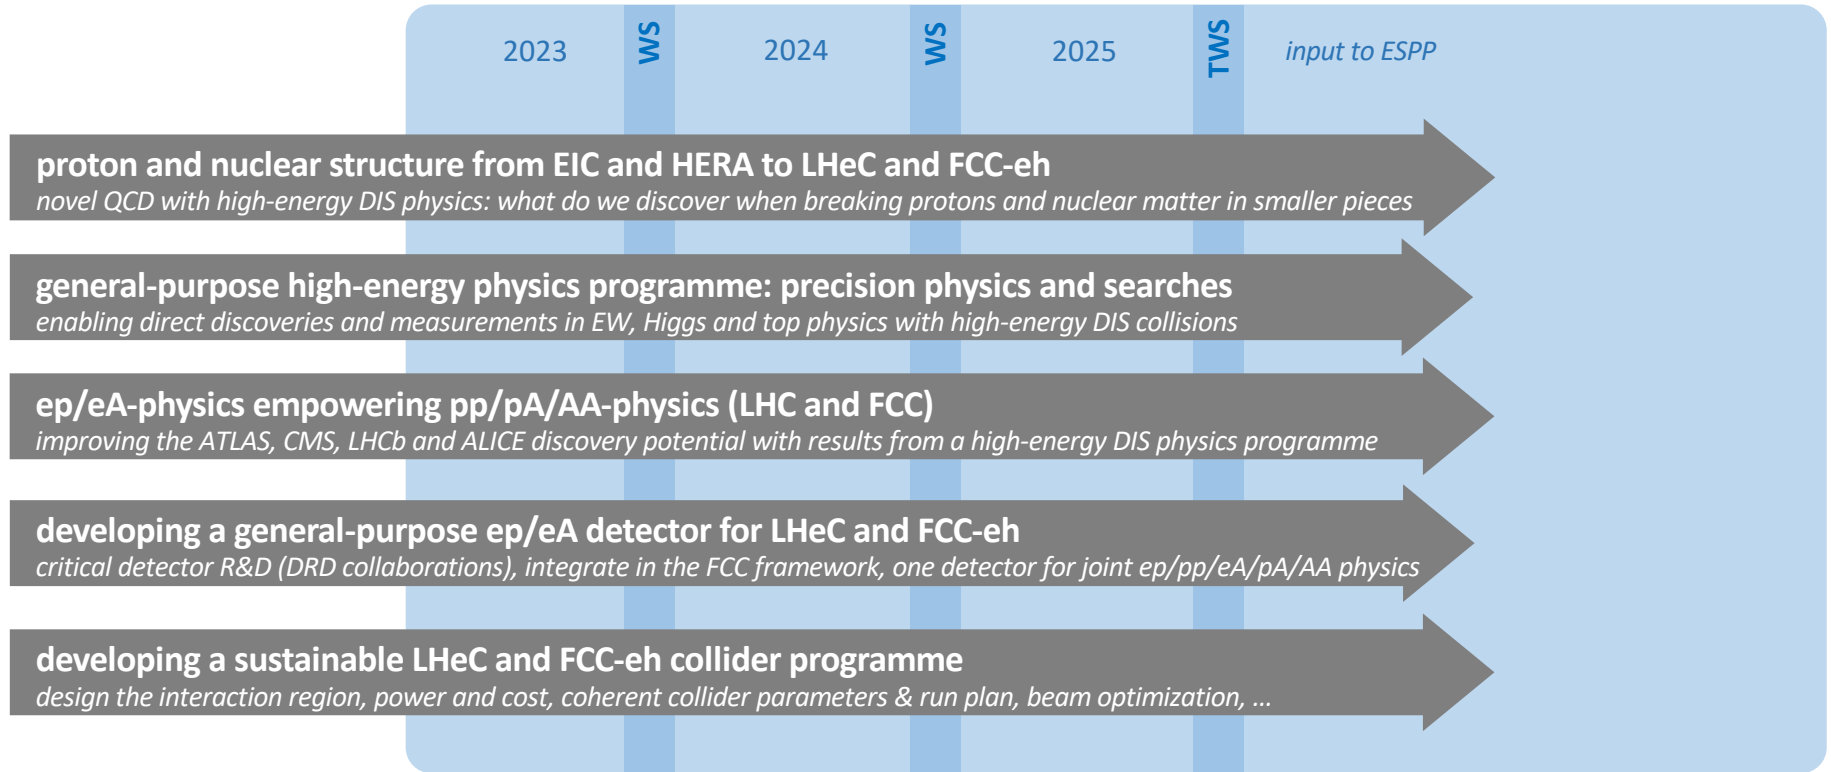 2023
WS
2024
WS
2025
TWS
input to ESPP
proton and nuclear structure from EIC and HERA to LHeC and FCC-eh
novel QCD with high-energy DIS physics: what do we discover when breaking protons and nuclear matter in smaller pieces
general-purpose high-energy physics programme: precision physics and searches
enabling direct discoveries and measurements in EW, Higgs and top physics with high-energy DIS collisions
ep/eA-physics empowering pp/pA/AA-physics (LHC and FCC)
improving the ATLAS, CMS, LHCb and ALICE discovery potential with results from a high-energy DIS physics programme
developing a general-purpose ep/eA detector for LHeC and FCC-eh
critical detector R&D (DRD collaborations), integrate in the FCC framework, one detector for joint ep/pp/eA/pA/AA physics
developing a sustainable LHeC and FCC-eh collider programme
design the interaction region, power and cost, coherent collider parameters & run plan, beam optimization, ...